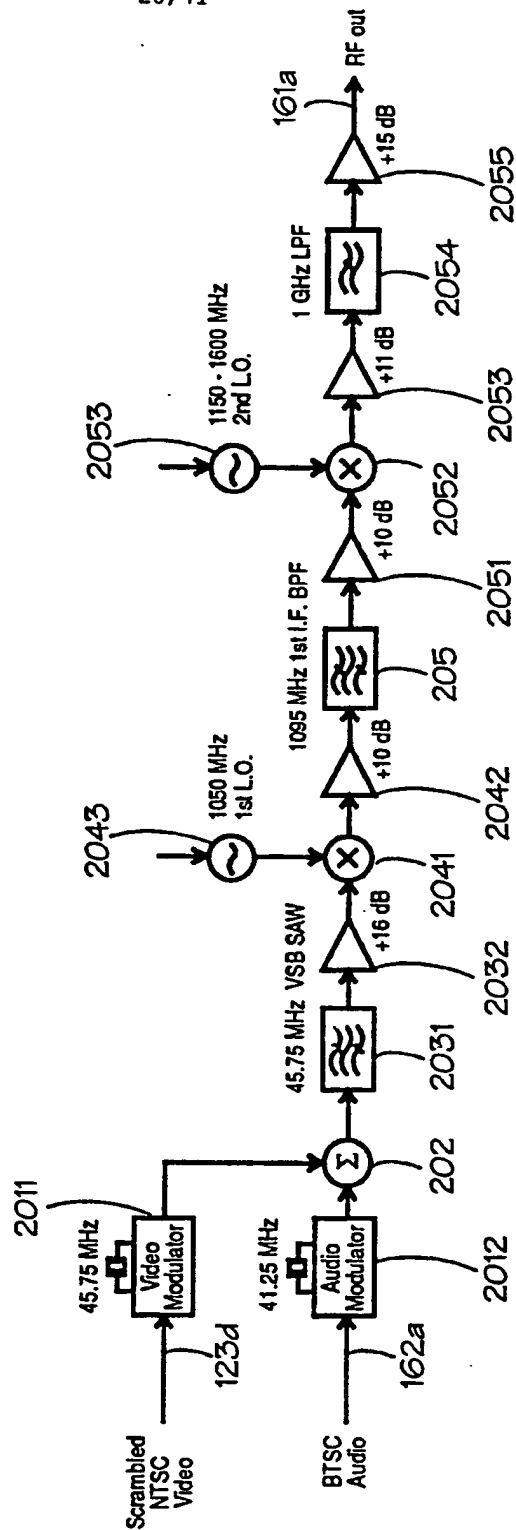 Scrambled
NTSC
Video
123d
45.75 MHz
Video
Modulator
2011
BTSC
Audio
162a
41.25 MHz
Audio
Modulator
2012
Σ
202
45.75 MHz VSB SAW
2031
+16 dB
2032
2043
1050 MHz
1st L.O.
2041
+10 dB
2042
1095 MHz 1st I.F. BPF
205
+10 dB
2051
2053
1150 - 1600 MHz
2nd L.O.
2052
+11 dB
2053
1 GHz LPF
2054
+15 dB
2055
161a
RF out